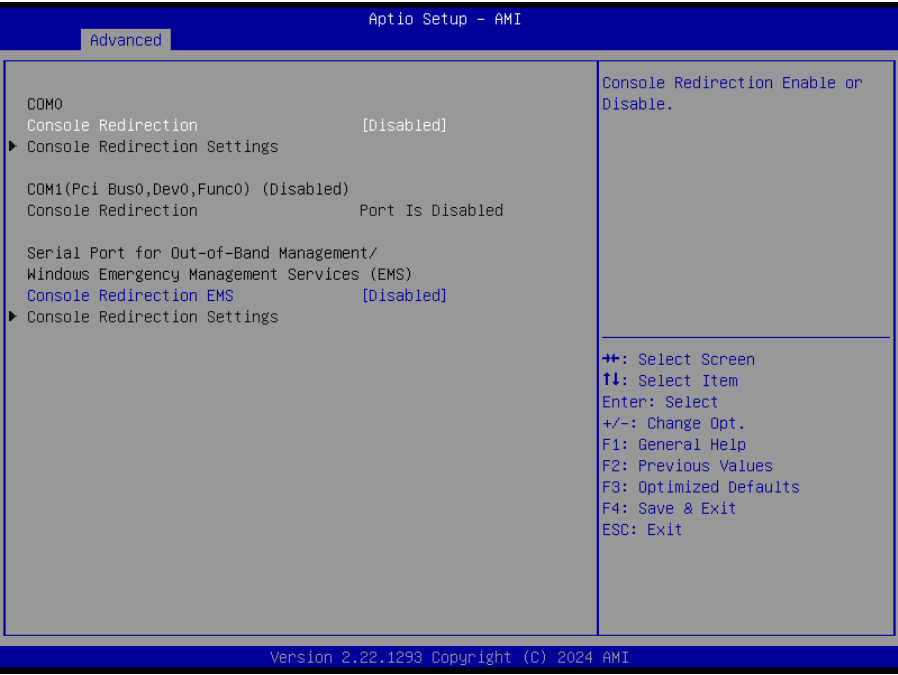 Aptio Setup – AMI
Advanced
COM0
Console Redirection [Disabled]
Console Redirection Settings
COM1(Pci Bus0,Dev0,Func0) (Disabled)
Console Redirection Port Is Disabled
Serial Port for Out-of-Band Management/
Windows Emergency Management Services (EMS)
Console Redirection EMS [Disabled]
Console Redirection Settings
Console Redirection Enable or
Disable.
→←: Select Screen
↑↓: Select Item
Enter: Select
+/-: Change Opt.
F1: General Help
F2: Previous Values
F3: Optimized Defaults
F4: Save & Exit
ESC: Exit
Version 2.22.1293 Copyright (C) 2024 AMI